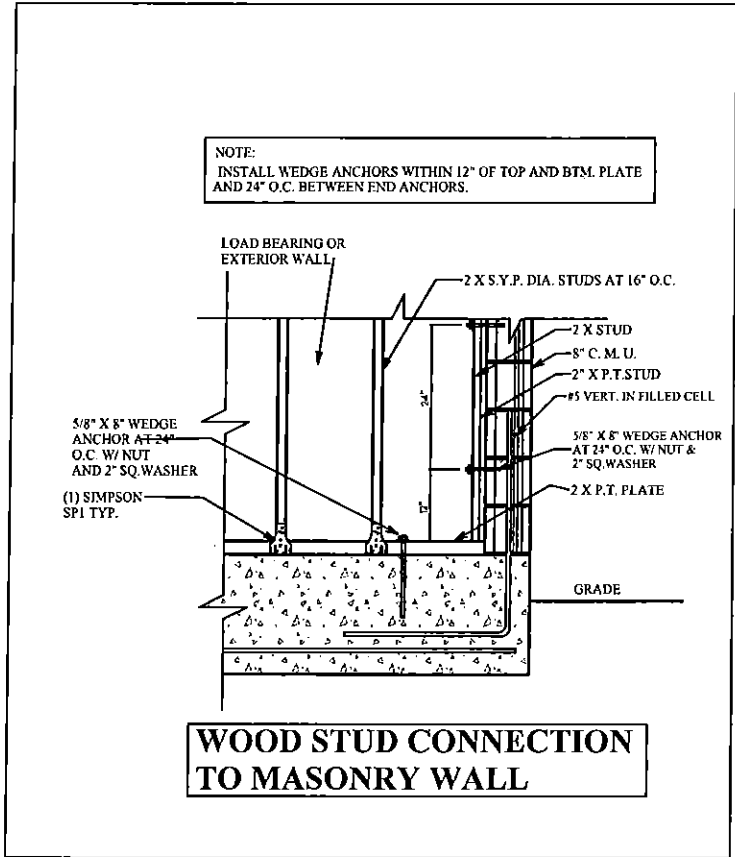 NOTE:
INSTALL WEDGE ANCHORS WITHIN 12" OF TOP AND BTM. PLATE
AND 24" O.C. BETWEEN END ANCHORS.
LOAD BEARING OR
EXTERIOR WALL
2 X S.Y.P. DIA. STUDS AT 16" O.C.
2 X STUD
8" C. M. U.
2" X P.T.STUD
#5 VERT. IN FILLED CELL
24"
5/8" X 8" WEDGE
ANCHOR AT 24"
O.C. W/ NUT
AND 2" SQ.WASHER
5/8" X 8" WEDGE ANCHOR
AT 24" O.C. W/ NUT &
2" SQ.WASHER
(1) SIMPSON
SP1 TYP.
12"
2 X P.T. PLATE
GRADE
WOOD STUD CONNECTION
TO MASONRY WALL